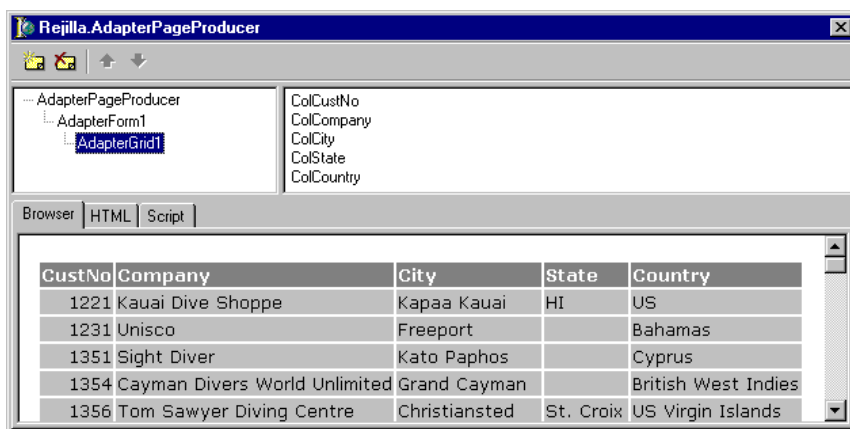 Rejilla.AdapterPageProducer
AdapterPageProducer
AdapterForm1
AdapterGrid1
ColCustNo
ColCompany
ColCity
ColState
ColCountry
Browser HTML Script
CustNo Company City State Country
1221 Kauai Dive Shoppe Kapaa Kauai HI US
1231 Unisco Freeport Bahamas
1351 Sight Diver Kato Paphos Cyprus
1354 Cayman Divers World Unlimited Grand Cayman British West Indies
1356 Tom Sawyer Diving Centre Christiansted St. Croix US Virgin Islands